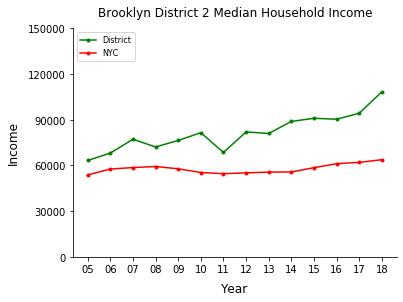 Brooklyn District 2 Median Household Income
150000
120000
90000
60000
30000
0
District
NYC
Income
05 06 07 08 09 10 11 12 13 14 15 16 17 18
Year